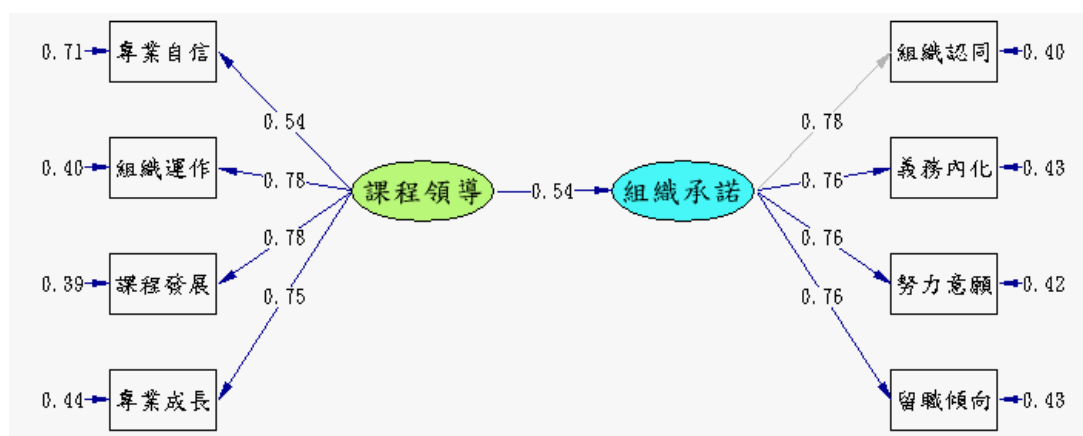 0.71 專業自信
組織認同 0.40
0.54
0.78
0.40 組織運作
0.78
0.76
義務內化 0.43
課程領導 0.54 組織承諾
0.78
0.76
0.39 課程發展
努力意願 0.42
0.75
0.76
0.44 專業成長
留職傾向 0.43